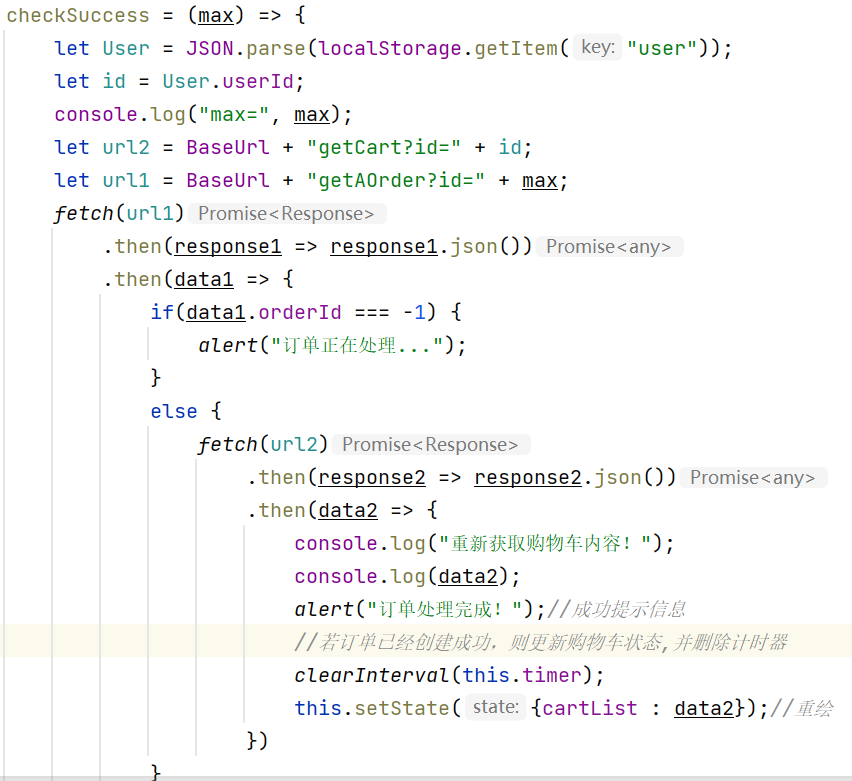 checkSuccess = (max) => {
let User = JSON.parse(localStorage.getItem( key: "user"));
let id = User.userId;
console.log("max=", max);
let url2 = BaseUrl + "getCart?id=" + id;
let url1 = BaseUrl + "getAOrder?id=" + max;
fetch(url1) Promise<Response>
.then(response1 => response1.json()) Promise<any>
.then(data1 => {
if(data1.orderId === -1) {
alert("订单正在处理...");
}
else {
fetch(url2) Promise<Response>
.then(response2 => response2.json()) Promise<any>
.then(data2 => {
console.log("重新获取购物车内容！");
console.log(data2);
alert("订单处理完成！");//成功提示信息
//若订单已经创建成功，则更新购物车状态,并删除计时器
clearInterval(this.timer);
this.setState( state: {cartList : data2});//重绘
})
}